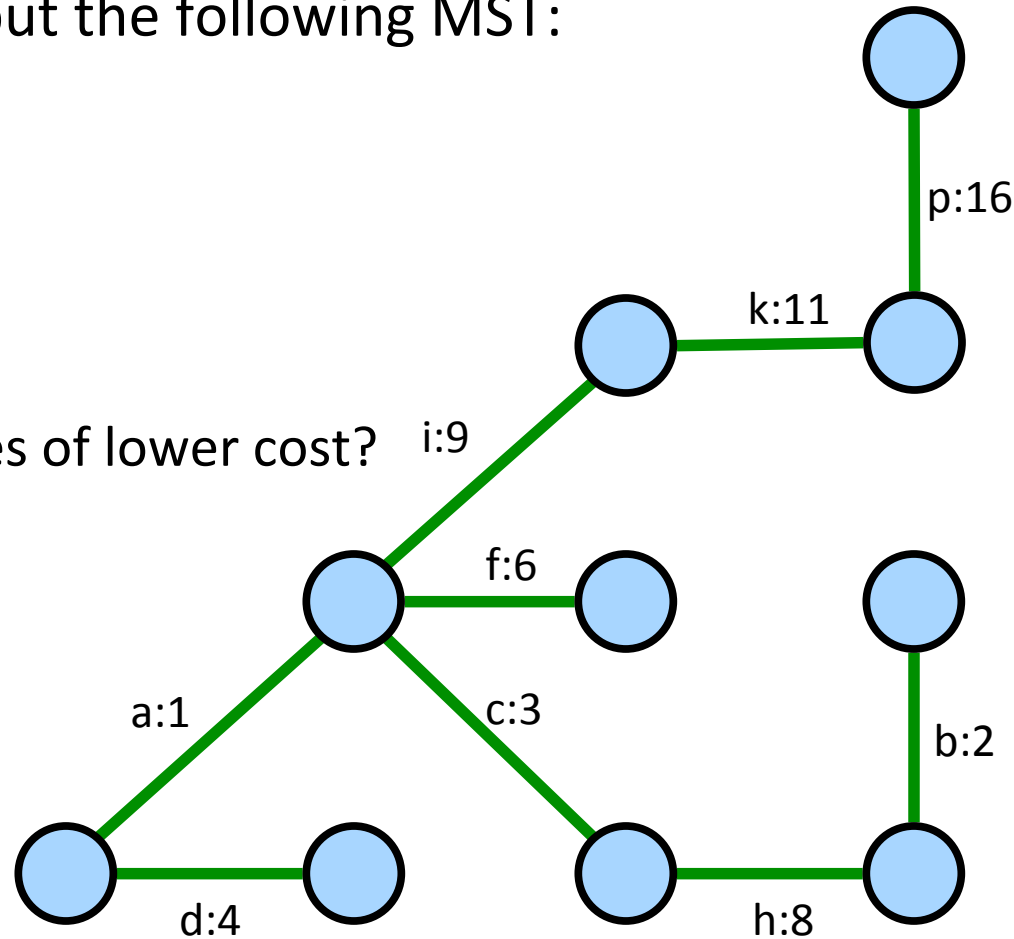 out the following MST:
p:16
k:11
es of lower cost?
i:9
f:6
a:1
c:3
b:2
d:4
h:8